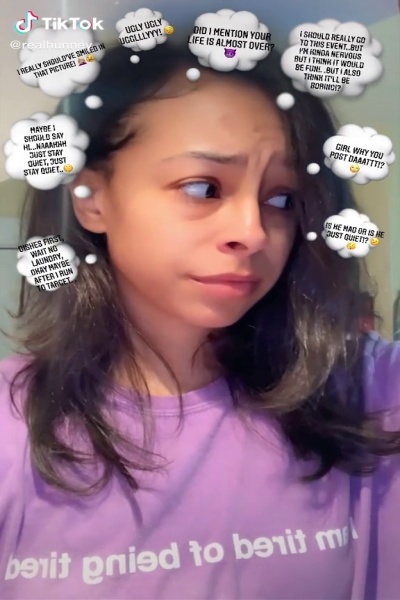 TikTok
UGLY UGLY
UGGLLLYYY! 😩
DID I MENTION YOUR
LIFE IS ALMOST OVER?
😈
I SHOULD REALLY GO
TO THIS EVENT..BUT
I'M KINDA NERVOUS
BUT I THINK IT WOULD
BE FUN...BUT I ALSO
THINK IT'LL BE
BORING!?
I REALLY SHOULD'VE SMILED IN
THAT PICTURE!
MAYBE I
SHOULD SAY
HI...NAAAHHH
JUST STAY
QUIET, JUST
STAY QUIET..
GIRL WHY YOU
POST DAAATTT!?
IS HE MAD OR IS HE
JUST QUIET!?
DISHES FIRST,
WAIT NO
LAUNDRY,
OKAY MAYBE
AFTER I RUN
TO TARGET
I am tired of being tired